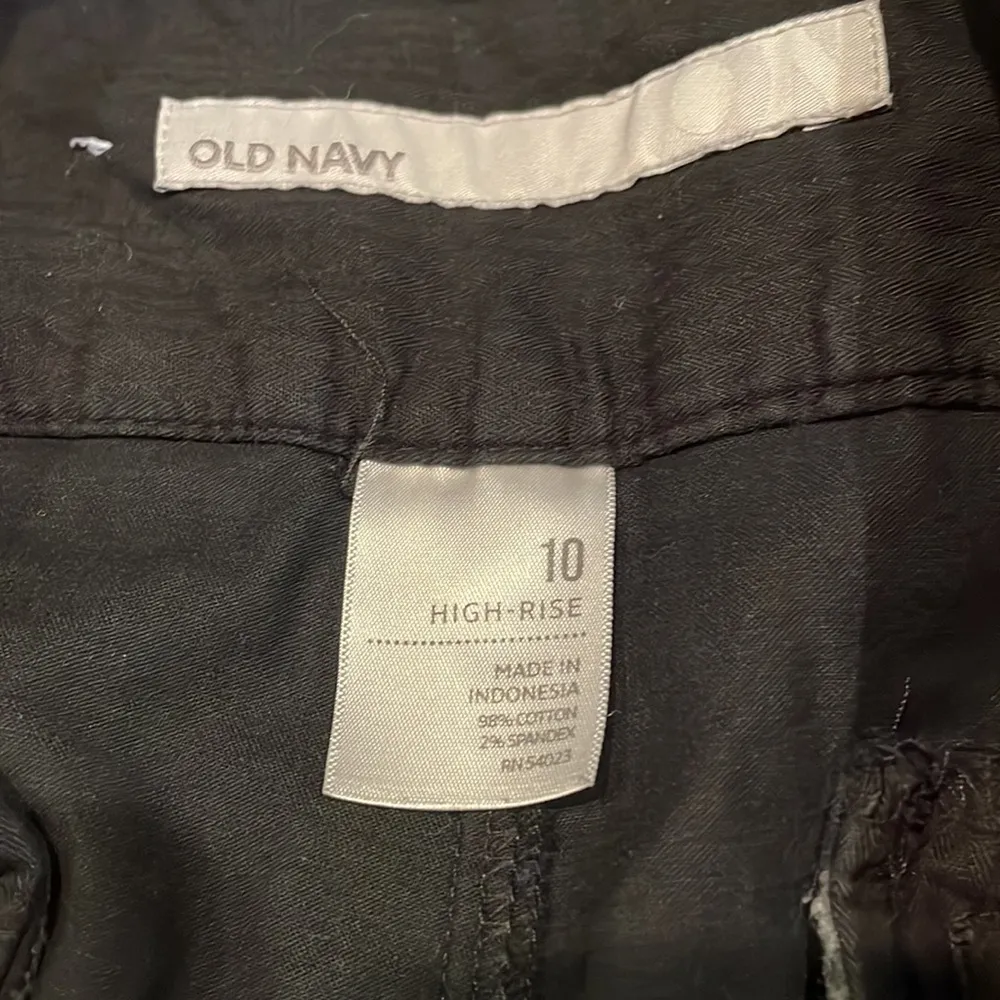 OLD NAVY
10
HIGH-RISE
MADE IN
INDONESIA
98% COTTON
2% SPANDEX
RN 54023